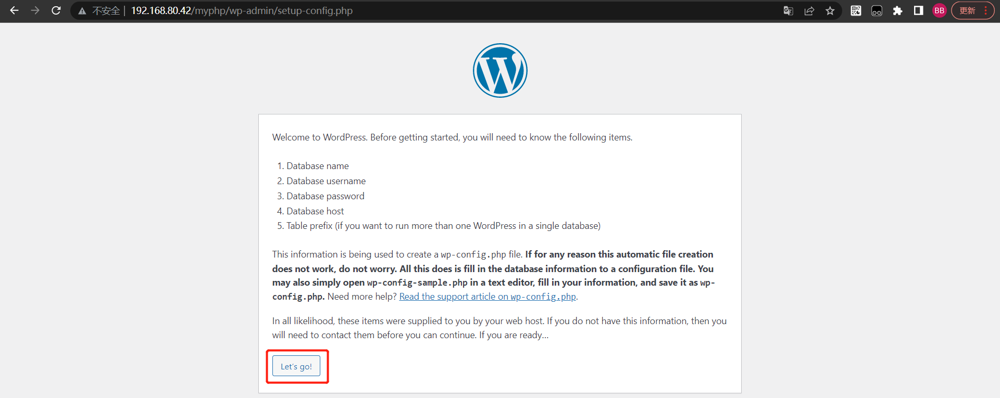 不安全 | 192.168.80.42/myphp/wp-admin/setup-config.php
BB
更新
Welcome to WordPress. Before getting started, you will need to know the following items.
1. Database name
2. Database username
3. Database password
4. Database host
5. Table prefix (if you want to run more than one WordPress in a single database)
This information is being used to create a wp-config.php file. If for any reason this automatic file creation
does not work, do not worry. All this does is fill in the database information to a configuration file. You
may also simply open wp-config-sample.php in a text editor, fill in your information, and save it as wp-
config.php. Need more help? Read the support article on wp-config.php.
In all likelihood, these items were supplied to you by your web host. If you do not have this information, then you
will need to contact them before you can continue. If you are ready…
Let's go!